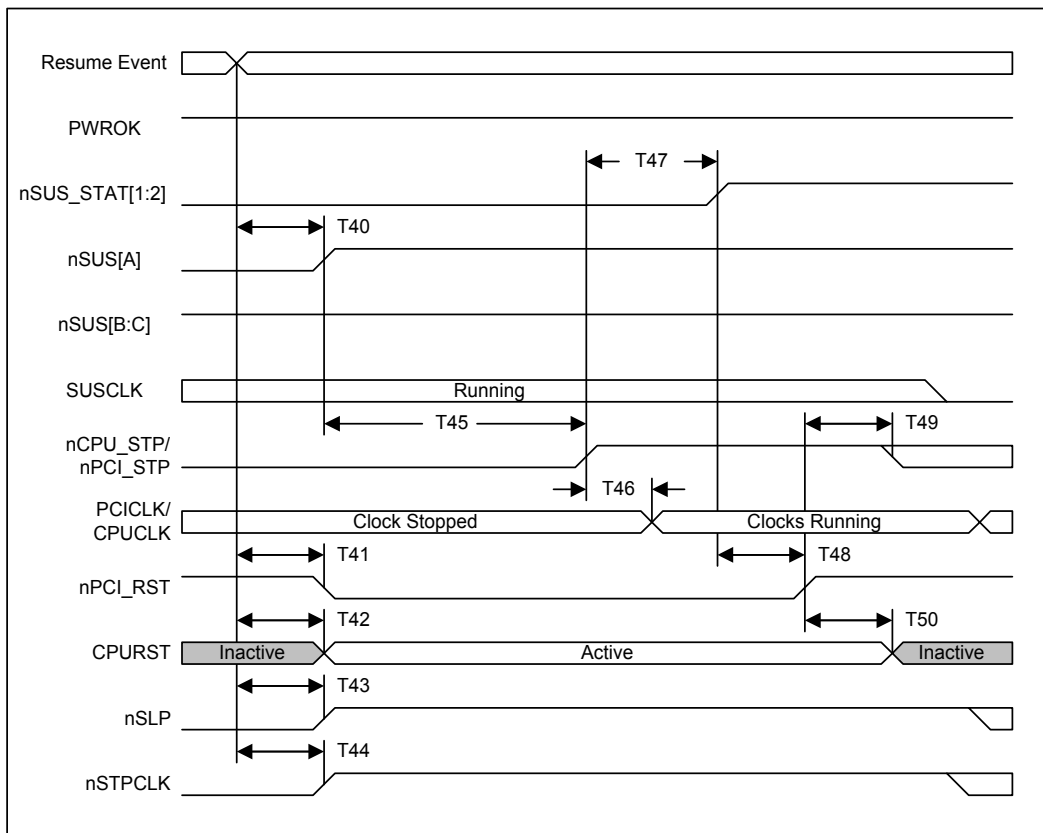 Resume Event
PWROK
T47
nSUS_STAT[1:2]
T40
nSUS[A]
nSUS[B:C]
SUSCLK
Running
T45
T49
nCPU_STP/
nPCI_STP
T46
PCICLK/
CPUCLK
Clock Stopped
Clocks Running
T41
T48
nPCI_RST
T42
T50
CPURST
Inactive
Active
Inactive
T43
nSLP
T44
nSTPCLK